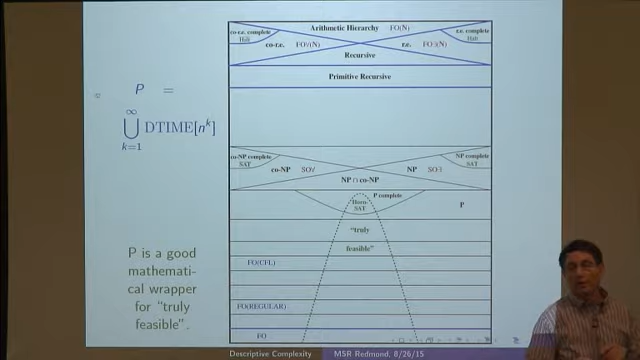 Arithmetic Hierarchy FO(N)
co-r.e. complete
r.e. complete
Halt
Halt
co-r.e. FO∀(N)
r.e. FO∃(N)
Recursive
Primitive Recursive
P =
∞
⋃ DTIME[n^k]
k=1
co-NP complete
NP complete
SAT
SAT
co-NP SO∀
NP SO∃
NP ∩ co-NP
P complete
Horn-
SAT
P
"truly
feasible"
FO(CFL)
FO(REGULAR)
FO
P is a good
mathemati-
cal wrapper
for "truly
feasible".
Descriptive Complexity
MSR Redmond, 8/26/15